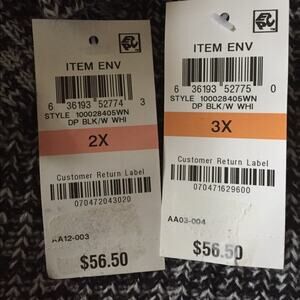 ITEM ENV
6 36193 52774 3
STYLE 100028405WN
DP BLK/W WHI
2X
Customer Return Label
070472043020
AA12-003
$56.50
ITEM ENV
6 36193 52775 0
STYLE 100028405WN
DP BLK/W WHI
3X
Customer Return Label
070471629600
AA03-004
$56.50